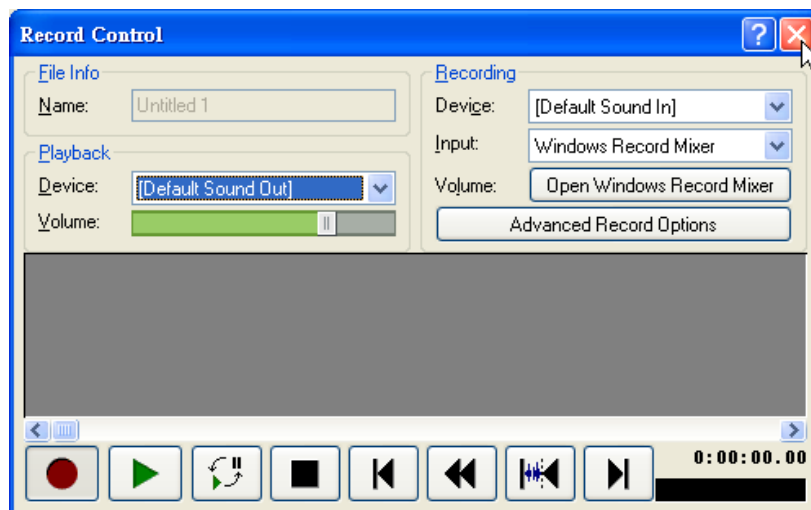 Record Control
File Info
Name: Untitled 1
Playback
Device: [Default Sound Out]
Volume:
Recording
Device: [Default Sound In]
Input: Windows Record Mixer
Volume: Open Windows Record Mixer
Advanced Record Options
0:00:00.00